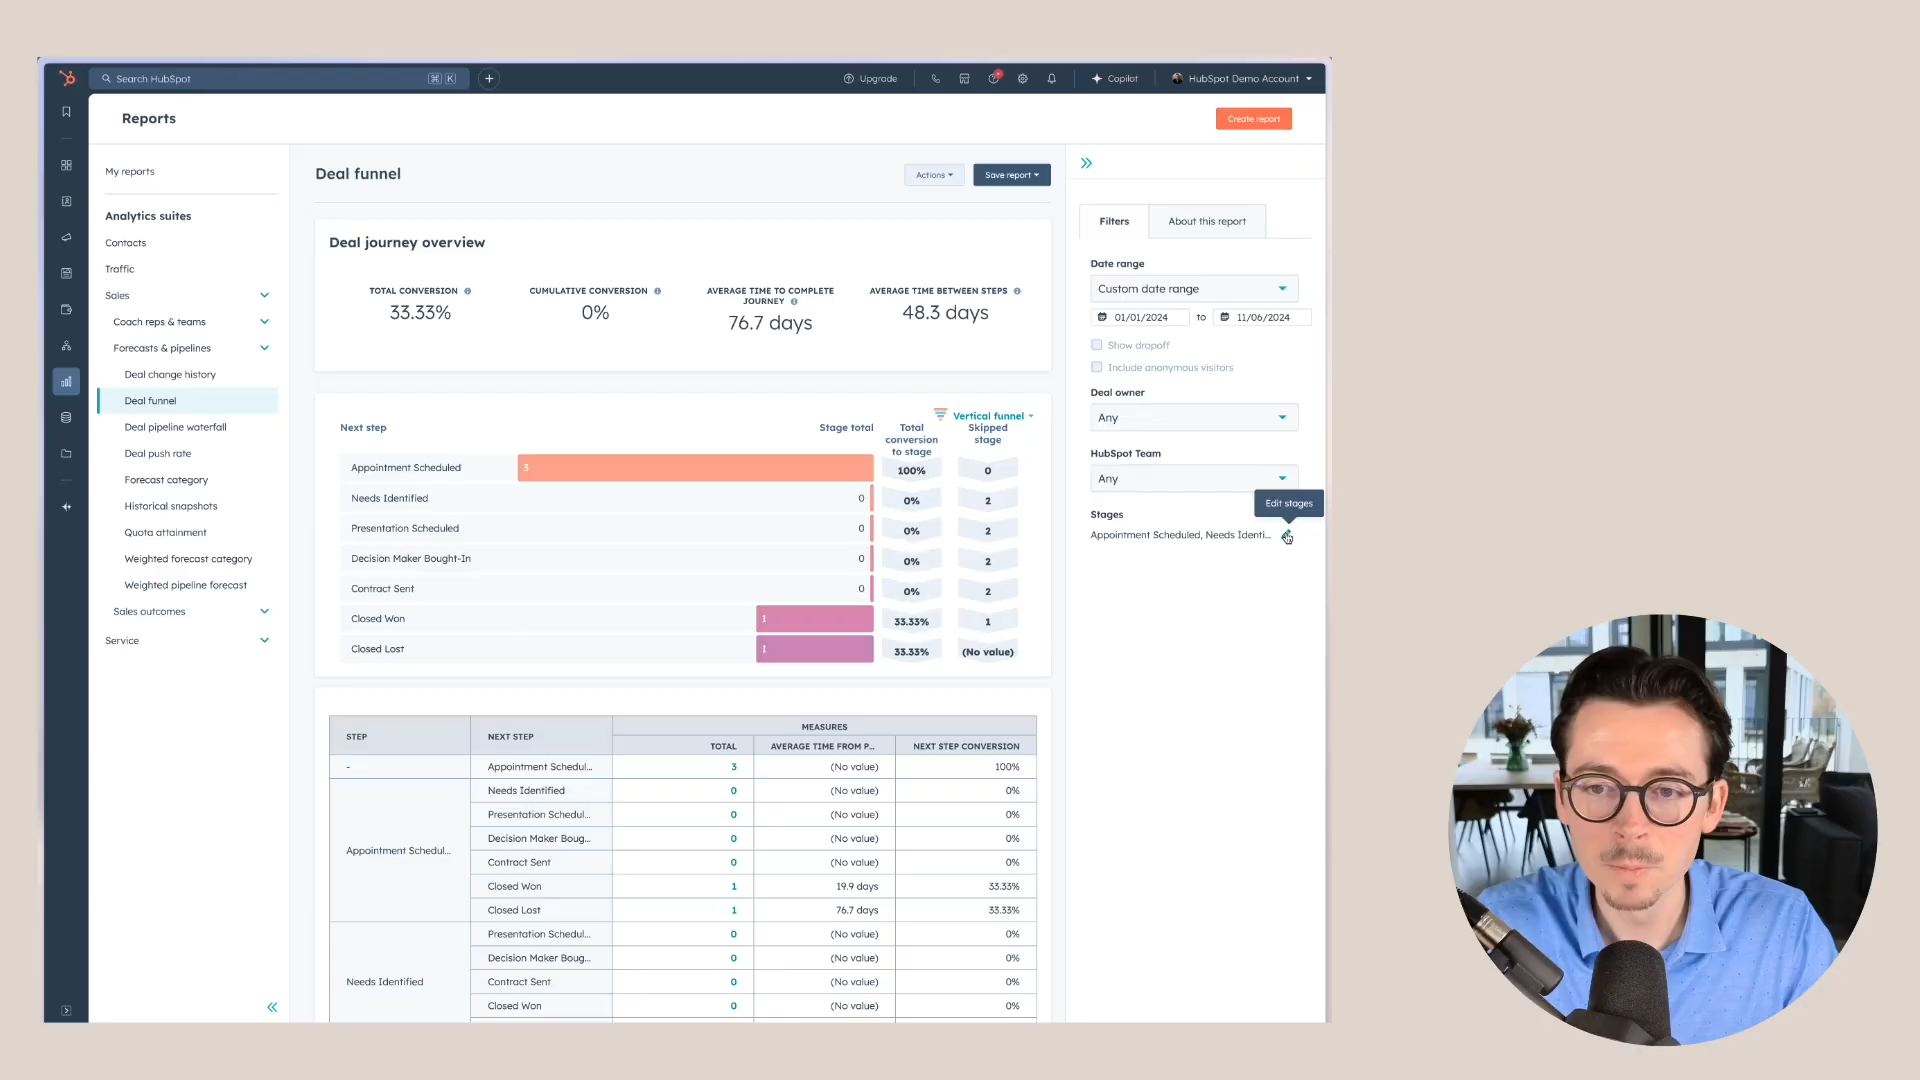 Search HubSpot
⌘ K
Upgrade
Copilot
HubSpot Demo Account
Reports
Create report
My reports
Analytics suites
Contacts
Traffic
Sales
Coach reps & teams
Forecasts & pipelines
Deal change history
Deal funnel
Deal pipeline waterfall
Deal push rate
Forecast category
Historical snapshots
Quota attainment
Weighted forecast category
Weighted pipeline forecast
Sales outcomes
Service
Deal funnel
Actions
Save report
Deal journey overview
TOTAL CONVERSION
33.33%
CUMULATIVE CONVERSION
0%
AVERAGE TIME TO COMPLETE
JOURNEY
76.7 days
AVERAGE TIME BETWEEN STEPS
48.3 days
Vertical funnel
Next step
Stage total
Total
conversion
to stage
Skipped
stage
Appointment Scheduled 3 100% 0
Needs Identified 0 0% 2
Presentation Scheduled 0 0% 2
Decision Maker Bought-In 0 0% 2
Contract Sent 0 0% 2
Closed Won 1 33.33% 1
Closed Lost 1 33.33% (No value)
STEP NEXT STEP MEASURES
TOTAL AVERAGE TIME FROM P... NEXT STEP CONVERSION
- Appointment Schedul... 3 (No value) 100%
Needs Identified 0 (No value) 0%
Presentation Schedul... 0 (No value) 0%
Decision Maker Boug... 0 (No value) 0%
Appointment Schedul...
Contract Sent 0 (No value) 0%
Closed Won 1 19.9 days 33.33%
Closed Lost 1 76.7 days 33.33%
Presentation Schedul... 0 (No value) 0%
Decision Maker Boug... 0 (No value) 0%
Needs Identified Contract Sent 0 (No value) 0%
Closed Won 0 (No value) 0%
Filters
About this report
Date range
Custom date range
01/01/2024 to 11/06/2024
Show dropoff
Include anonymous visitors
Deal owner
Any
HubSpot Team
Any
Edit stages
Stages
Appointment Scheduled, Needs Identi...